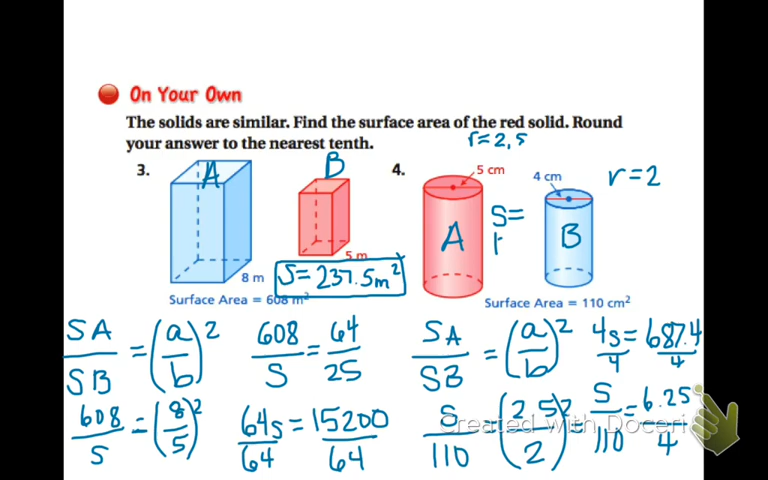 On Your Own
The solids are similar. Find the surface area of the red solid. Round
your answer to the nearest tenth.
r=2.5
3.
A
B
8 m
5 m
Surface Area = 608 m²
S=237.5m²
4.
5 cm
4 cm
r=2
A
S=
B
Surface Area = 110 cm²
SA/SB = (a/b)²
608/S = 64/25
SA/SB = (a/b)²
4s/4 = 687.4/4
608/S = (8/5)²
64s/64 = 15200/64
S/110 (2.5/2)²
S/110 = 6.25/4
Created with Doceri